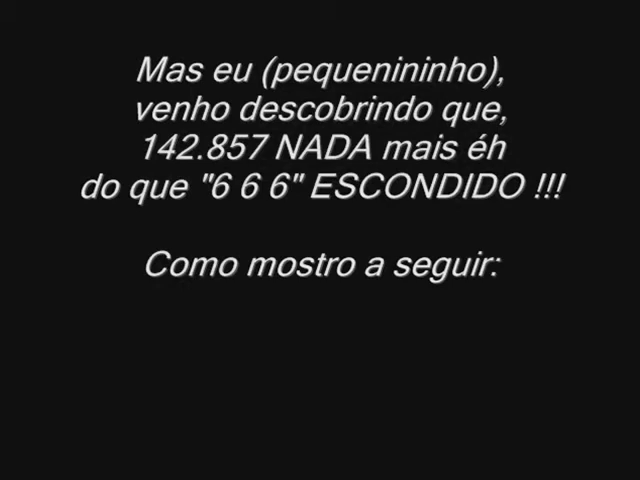 Mas eu (pequenininho),
venho descobrindo que,
142.857 NADA mais éh
do que "6 6 6" ESCONDIDO !!!
Como mostro a seguir: